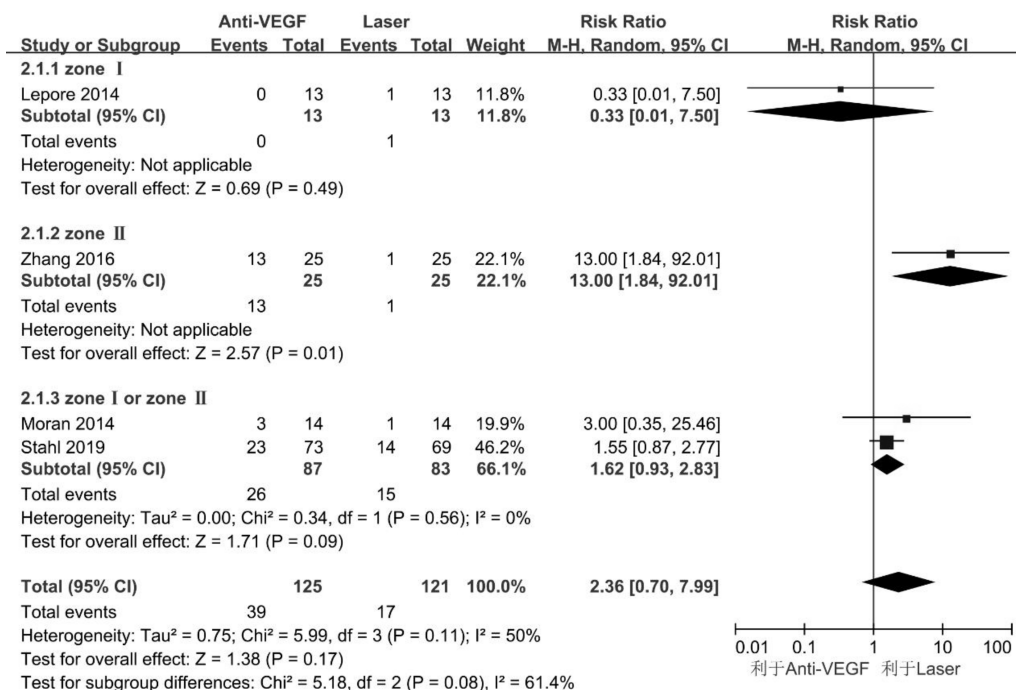 Anti-VEGF Laser Risk Ratio Risk Ratio
Study or Subgroup Events Total Events Total Weight M-H, Random, 95% CI M-H, Random, 95% CI
2.1.1 zone Ⅰ
Lepore 2014 0 13 1 13 11.8% 0.33 [0.01, 7.50]
Subtotal (95% CI) 13 13 11.8% 0.33 [0.01, 7.50]
Total events 0 1
Heterogeneity: Not applicable
Test for overall effect: Z = 0.69 (P = 0.49)
2.1.2 zone Ⅱ
Zhang 2016 13 25 1 25 22.1% 13.00 [1.84, 92.01]
Subtotal (95% CI) 25 25 22.1% 13.00 [1.84, 92.01]
Total events 13 1
Heterogeneity: Not applicable
Test for overall effect: Z = 2.57 (P = 0.01)
2.1.3 zone Ⅰ or zone Ⅱ
Moran 2014 3 14 1 14 19.9% 3.00 [0.35, 25.46]
Stahl 2019 23 73 14 69 46.2% 1.55 [0.87, 2.77]
Subtotal (95% CI) 87 83 66.1% 1.62 [0.93, 2.83]
Total events 26 15
Heterogeneity: Tau² = 0.00; Chi² = 0.34, df = 1 (P = 0.56); I² = 0%
Test for overall effect: Z = 1.71 (P = 0.09)
Total (95% CI) 125 121 100.0% 2.36 [0.70, 7.99]
Total events 39 17
Heterogeneity: Tau² = 0.75; Chi² = 5.99, df = 3 (P = 0.11); I² = 50%
Test for overall effect: Z = 1.38 (P = 0.17)
Test for subgroup differences: Chi² = 5.18, df = 2 (P = 0.08), I² = 61.4%
0.01 0.1 1 10 100
利于Anti-VEGF 利于Laser